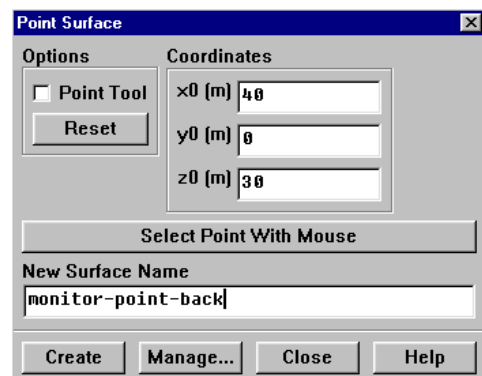 Point Surface
Options
Coordinates
Point Tool
Reset
x0 (m) 40
y0 (m) 0
z0 (m) 30
Select Point With Mouse
New Surface Name
monitor-point-back
Create Manage... Close Help